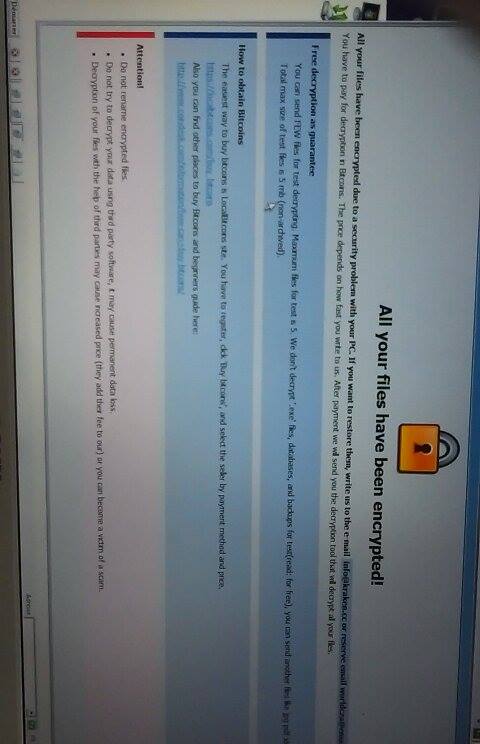 All your files have been encrypted!
All your files have been encrypted due to a security problem with your PC. If you want to restore them, write us to the e-mail info@kraken.cc or reserve email
You have to pay for decryption in Bitcoins. The price depends on how fast you write to us. After payment we will send you the decryption tool that will decrypt all your files.
Free decryption as guarantee
You can send FEW files for test decrypting. Maximum files for test is 5. We don't decrypt '.exe' files, databases, and backups for test(read: for free), you can send another files like .jpg pdf
Total max size of test files is 5 mb (non-archived).
How to obtain Bitcoins
The easiest way to buy bitcoins is LocalBitcoins site. You have to register, click 'Buy bitcoins', and select the seller by payment method and price.
https://localbitcoins.com/buy_bitcoins
Also you can find other places to buy Bitcoins and beginners guide here:
http://www.coindesk.com/information/how-can-i-buy-bitcoins/
Attention!
• Do not rename encrypted files.
• Do not try to decrypt your data using third party software, it may cause permanent data loss.
• Decryption of your files with the help of third parties may cause increased price (they add their fee to our) or you can become a victim of a scam.
Adresse
Démarrer